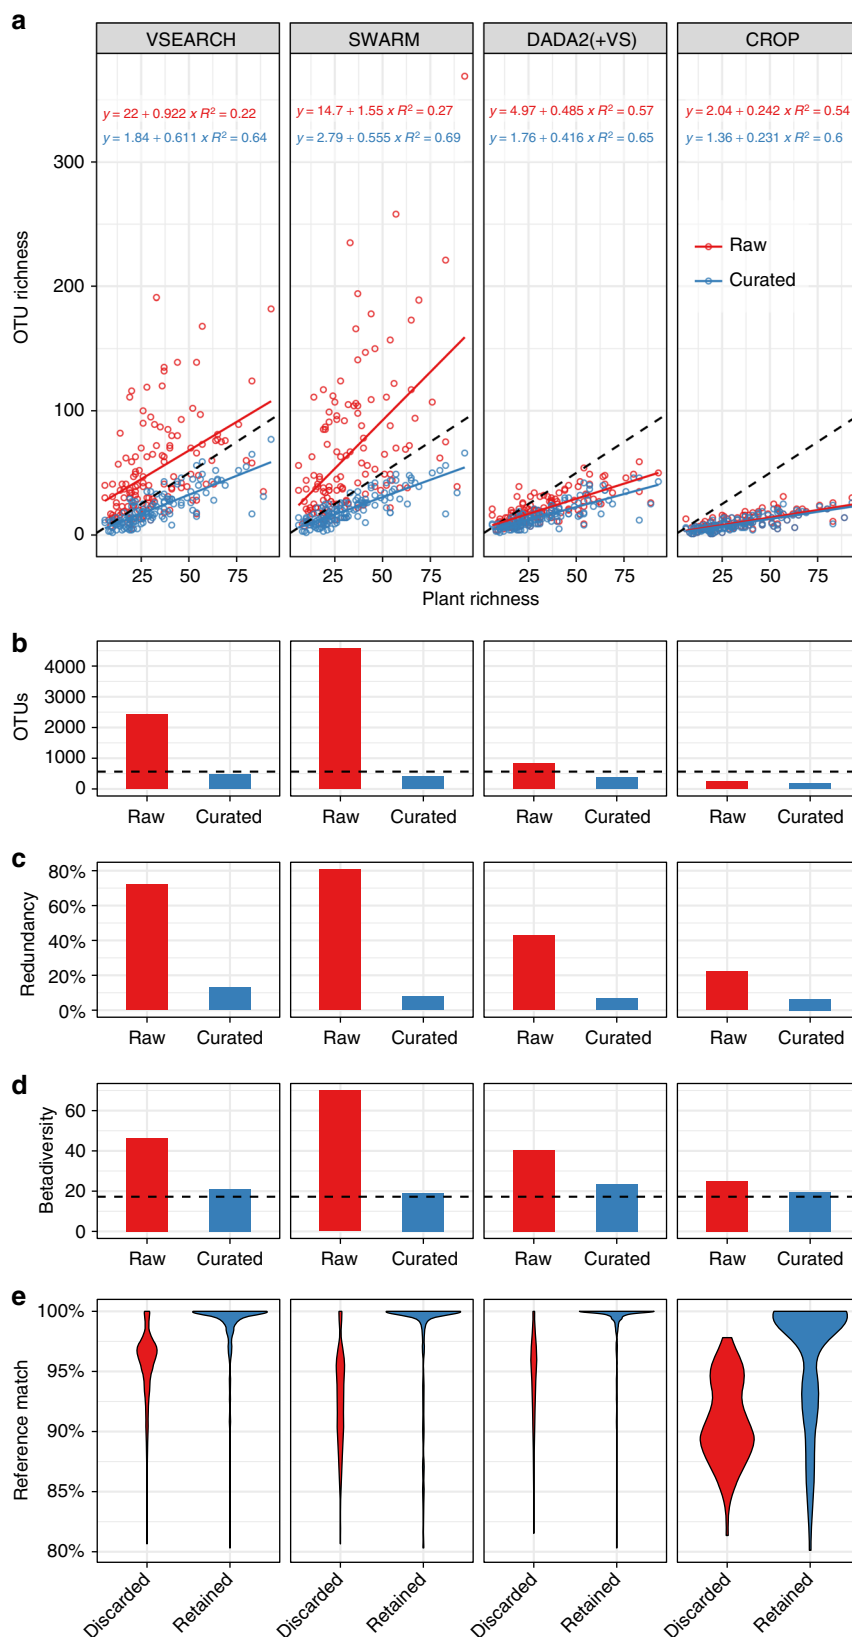 a
VSEARCH SWARM DADA2(+VS) CROP
y = 22 + 0.922 x R² = 0.22 y = 14.7 + 1.55 x R² = 0.27 y = 4.97 + 0.485 x R² = 0.57 y = 2.04 + 0.242 x R² = 0.54
y = 1.84 + 0.611 x R² = 0.64 y = 2.79 + 0.555 x R² = 0.69 y = 1.76 + 0.416 x R² = 0.65 y = 1.36 + 0.231 x R² = 0.6
OTU richness
300
200
100
0
Raw
Curated
25 50 75 25 50 75 25 50 75 25 50 75
Plant richness
b
OTUs
4000
3000
2000
1000
0
Raw Curated Raw Curated Raw Curated Raw Curated
c
Redundancy
80%
60%
40%
20%
0%
Raw Curated Raw Curated Raw Curated Raw Curated
d
Betadiversity
60
40
20
0
Raw Curated Raw Curated Raw Curated Raw Curated
e
Reference match
100%
95%
90%
85%
80%
Discarded Retained Discarded Retained Discarded Retained Discarded Retained